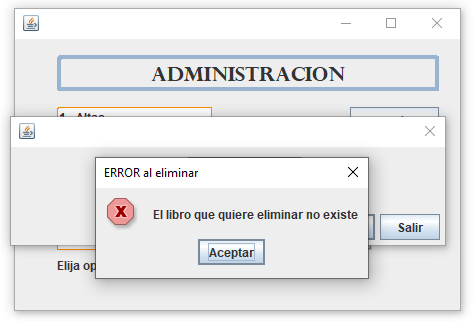 ADMINISTRACION
1. Altas
ERROR al eliminar
El libro que quiere eliminar no existe
Aceptar
Salir
Elija op